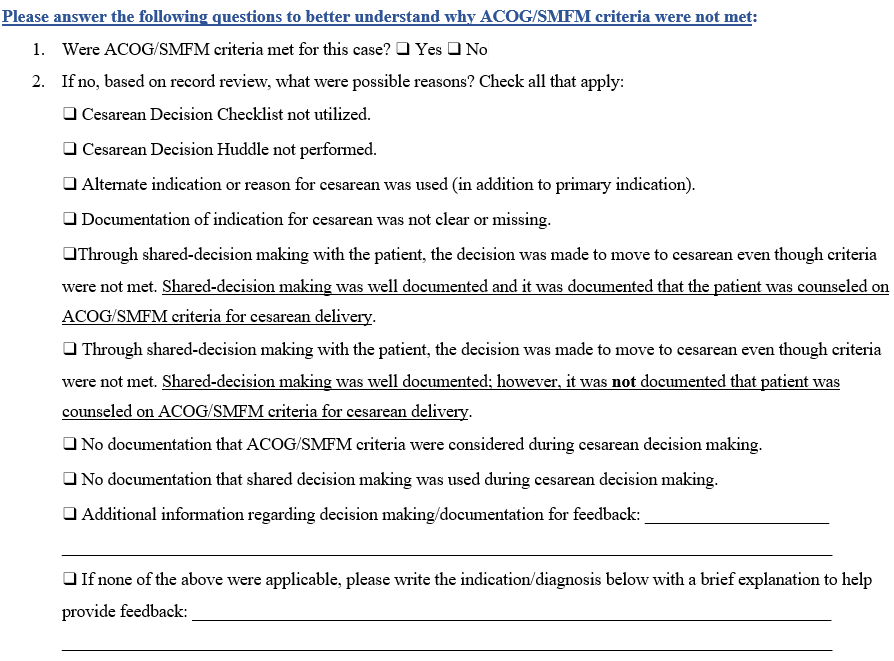 Please answer the following questions to better understand why ACOG/SMFM criteria were not met:
1. Were ACOG/SMFM criteria met for this case? ❑ Yes ❑ No
2. If no, based on record review, what were possible reasons? Check all that apply:
❑ Cesarean Decision Checklist not utilized.
❑ Cesarean Decision Huddle not performed.
❑ Alternate indication or reason for cesarean was used (in addition to primary indication).
❑ Documentation of indication for cesarean was not clear or missing.
❑Through shared-decision making with the patient, the decision was made to move to cesarean even though criteria
were not met. Shared-decision making was well documented and it was documented that the patient was counseled on
ACOG/SMFM criteria for cesarean delivery.
❑ Through shared-decision making with the patient, the decision was made to move to cesarean even though criteria
were not met. Shared-decision making was well documented; however, it was not documented that patient was
counseled on ACOG/SMFM criteria for cesarean delivery.
❑ No documentation that ACOG/SMFM criteria were considered during cesarean decision making.
❑ No documentation that shared decision making was used during cesarean decision making.
❑ Additional information regarding decision making/documentation for feedback: ____________________
❑ If none of the above were applicable, please write the indication/diagnosis below with a brief explanation to help
provide feedback: ____________________